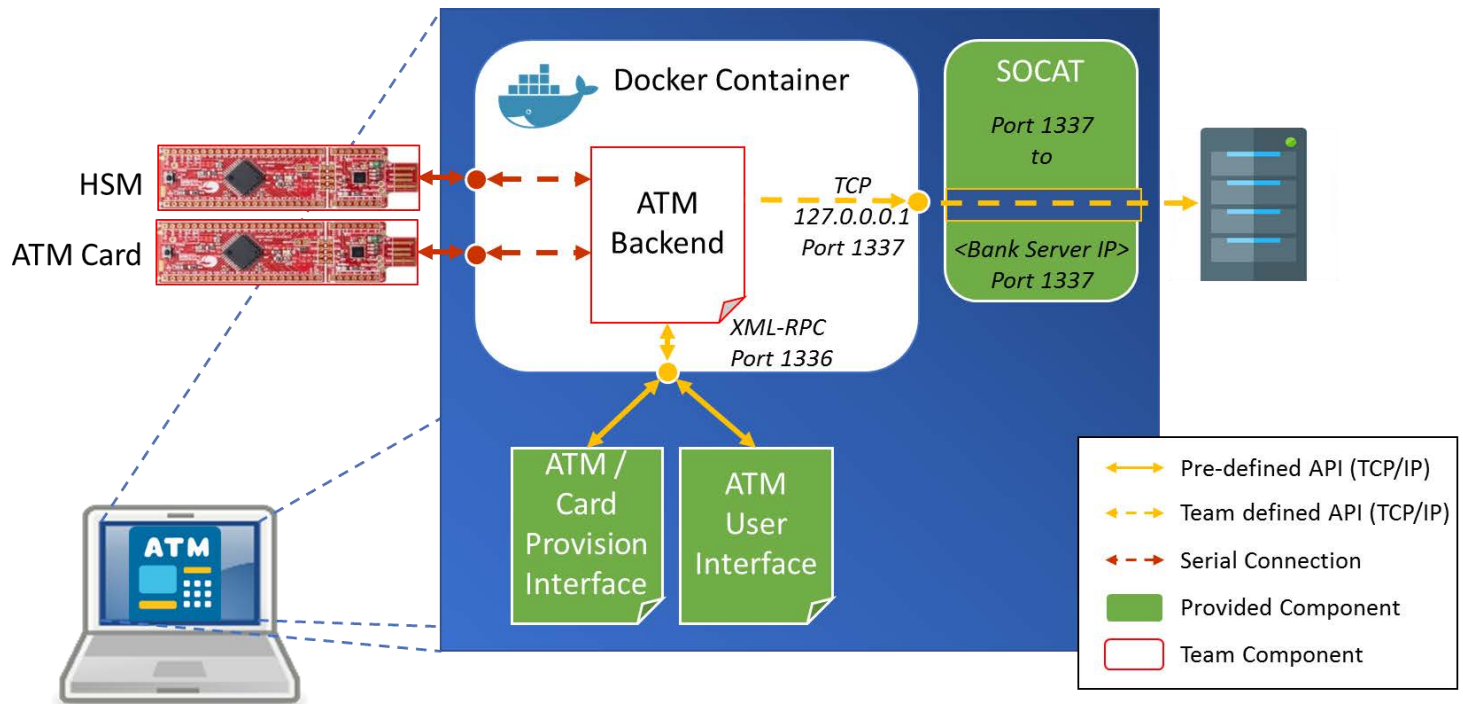 Docker Container
SOCAT
Port 1337
to
<Bank Server IP>
Port 1337
HSM
ATM Card
ATM
Backend
TCP
127.0.0.0.1
Port 1337
XML-RPC
Port 1336
ATM /
Card
Provision
Interface
ATM
User
Interface
ATM
Pre-defined API (TCP/IP)
Team defined API (TCP/IP)
Serial Connection
Provided Component
Team Component